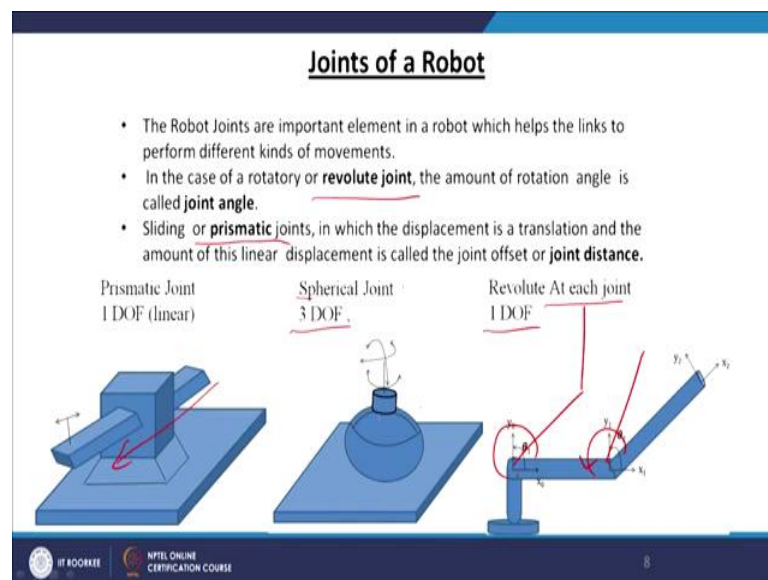 Joints of a Robot
• The Robot Joints are important element in a robot which helps the links to
perform different kinds of movements.
• In the case of a rotatory or revolute joint, the amount of rotation angle is
called joint angle.
• Sliding or prismatic joints, in which the displacement is a translation and the
amount of this linear displacement is called the joint offset or joint distance.
Prismatic Joint
1 DOF (linear)
Spherical Joint
3 DOF.
Revolute At each joint
1 DOF
y₂ x₂
x₁
x₀
IIT ROORKEE
NPTEL ONLINE
CERTIFICATION COURSE
8